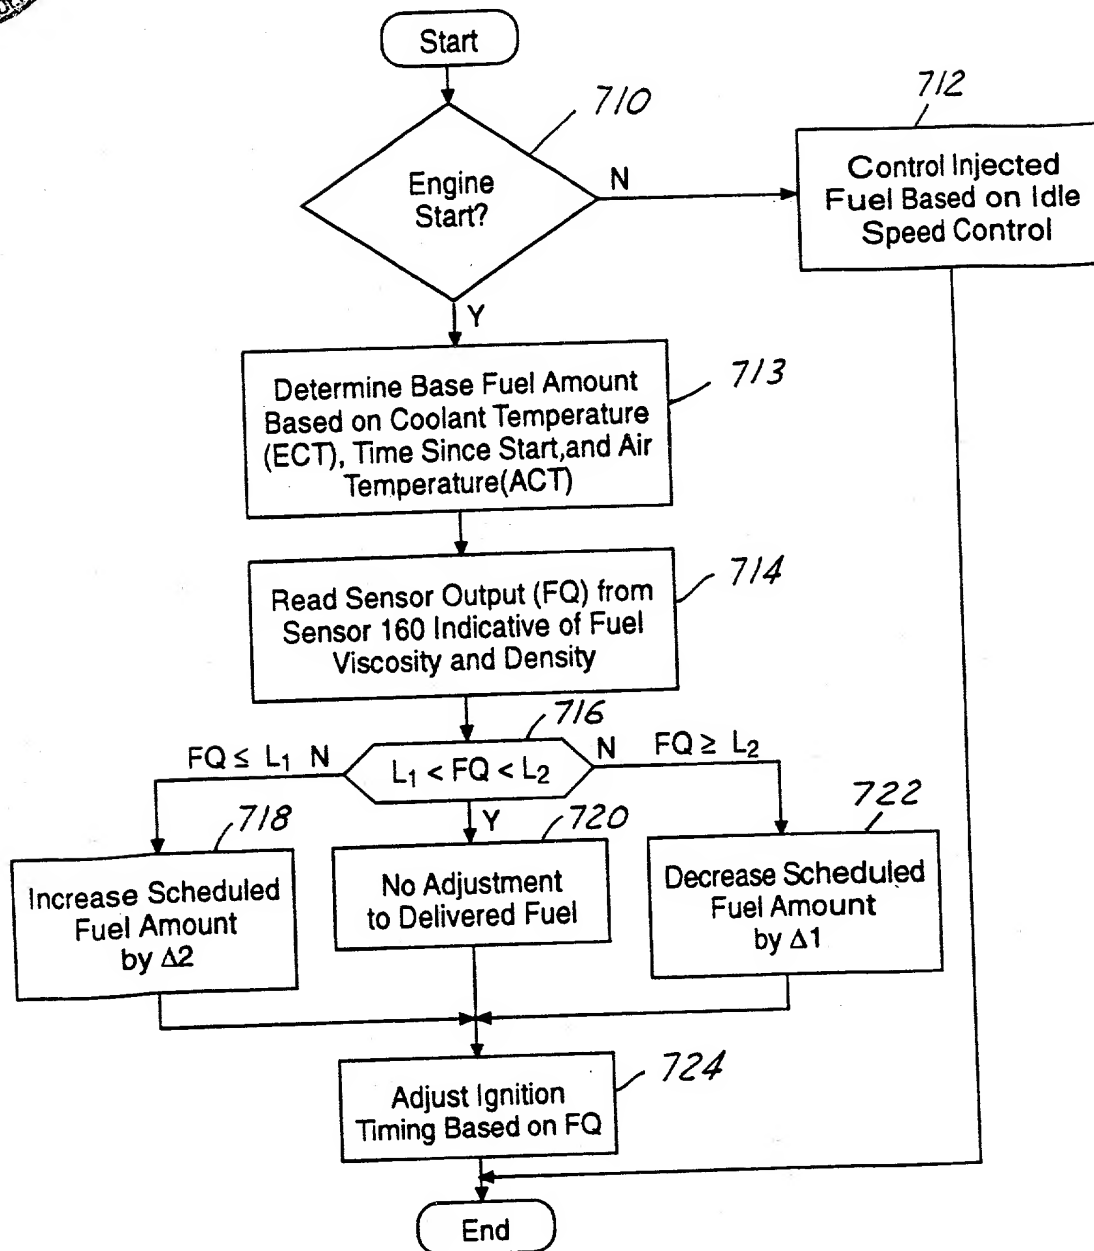 Start
710
Engine
Start?
N
712
Control Injected
Fuel Based on Idle
Speed Control
Y
Determine Base Fuel Amount
Based on Coolant Temperature
(ECT), Time Since Start,and Air
Temperature(ACT)
713
Read Sensor Output (FQ) from
Sensor 160 Indicative of Fuel
Viscosity and Density
714
716
FQ ≤ L₁ N
L₁ < FQ < L₂
N FQ ≥ L₂
Y
718
Increase Scheduled
Fuel Amount
by Δ2
720
No Adjustment
to Delivered Fuel
722
Decrease Scheduled
Fuel Amount
by Δ1
Adjust Ignition
Timing Based on FQ
724
End